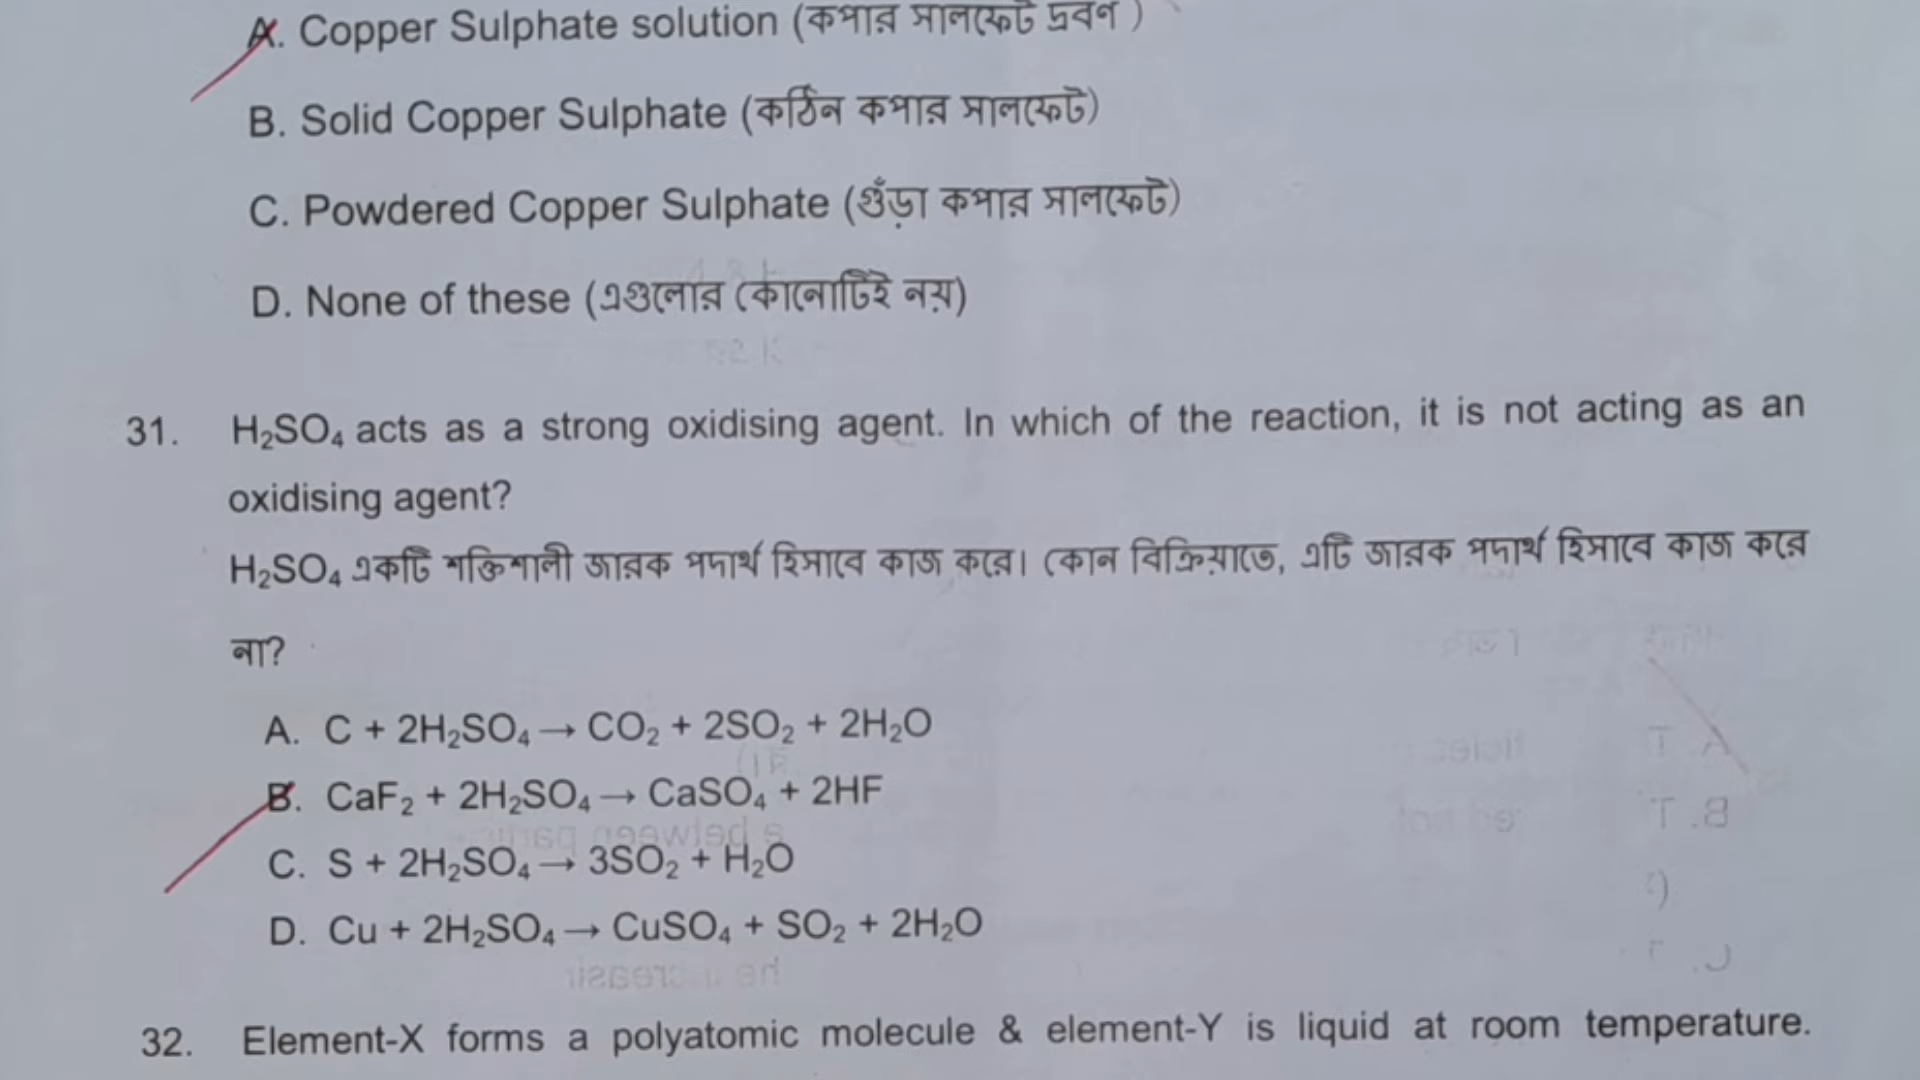 A. Copper Sulphate solution (কপার সালফেট দ্রবণ )
B. Solid Copper Sulphate (কঠিন কপার সালফেট)
C. Powdered Copper Sulphate (গুঁড়া কপার সালফেট)
D. None of these (এগুলোর কোনোটিই নয়)
31. H₂SO₄ acts as a strong oxidising agent. In which of the reaction, it is not acting as an
oxidising agent?
H₂SO₄ একটি শক্তিশালী জারক পদার্থ হিসাবে কাজ করে। কোন বিক্রিয়াতে, এটি জারক পদার্থ হিসাবে কাজ করে
না?
A. C + 2H₂SO₄ → CO₂ + 2SO₂ + 2H₂O
B. CaF₂ + 2H₂SO₄ → CaSO₄ + 2HF
C. S + 2H₂SO₄ → 3SO₂ + H₂O
D. Cu + 2H₂SO₄ → CuSO₄ + SO₂ + 2H₂O
32. Element-X forms a polyatomic molecule & element-Y is liquid at room temperature.